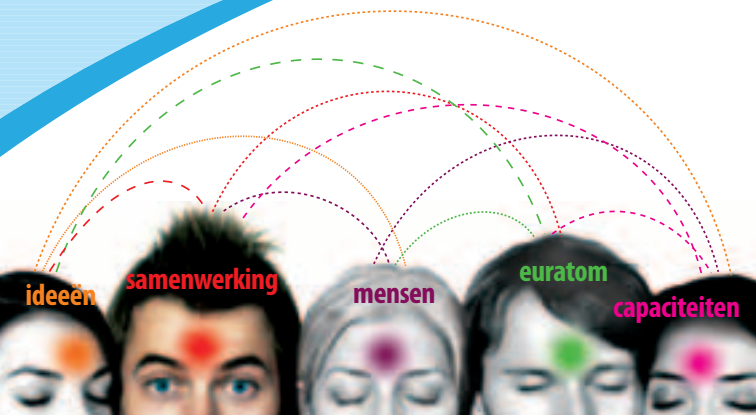 ideeën
samenwerking
mensen
euratom
capaciteiten